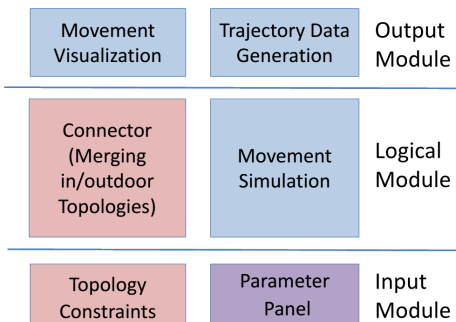 Movement
Visualization
Trajectory Data
Generation
Output
Module
Connector
(Merging
in/outdoor
Topologies)
Movement
Simulation
Logical
Module
Topology
Constraints
Parameter
Panel
Input
Module